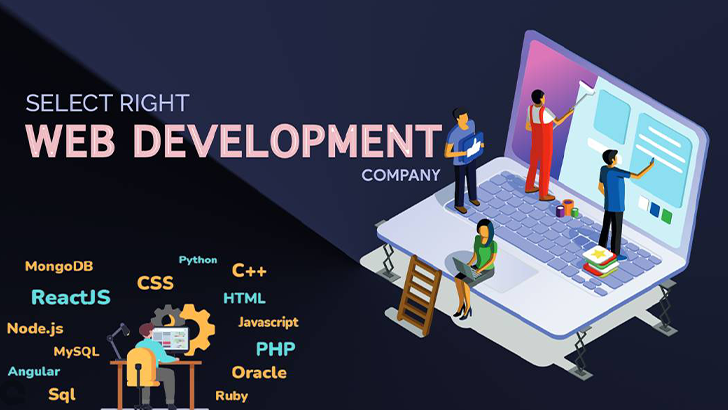 SELECT RIGHT
WEB DEVELOPMENT
COMPANY
Python
MongoDB
CSS
C++
ReactJS
HTML
Node.js
Javascript
MySQL
PHP
Angular
Oracle
Sql
Ruby